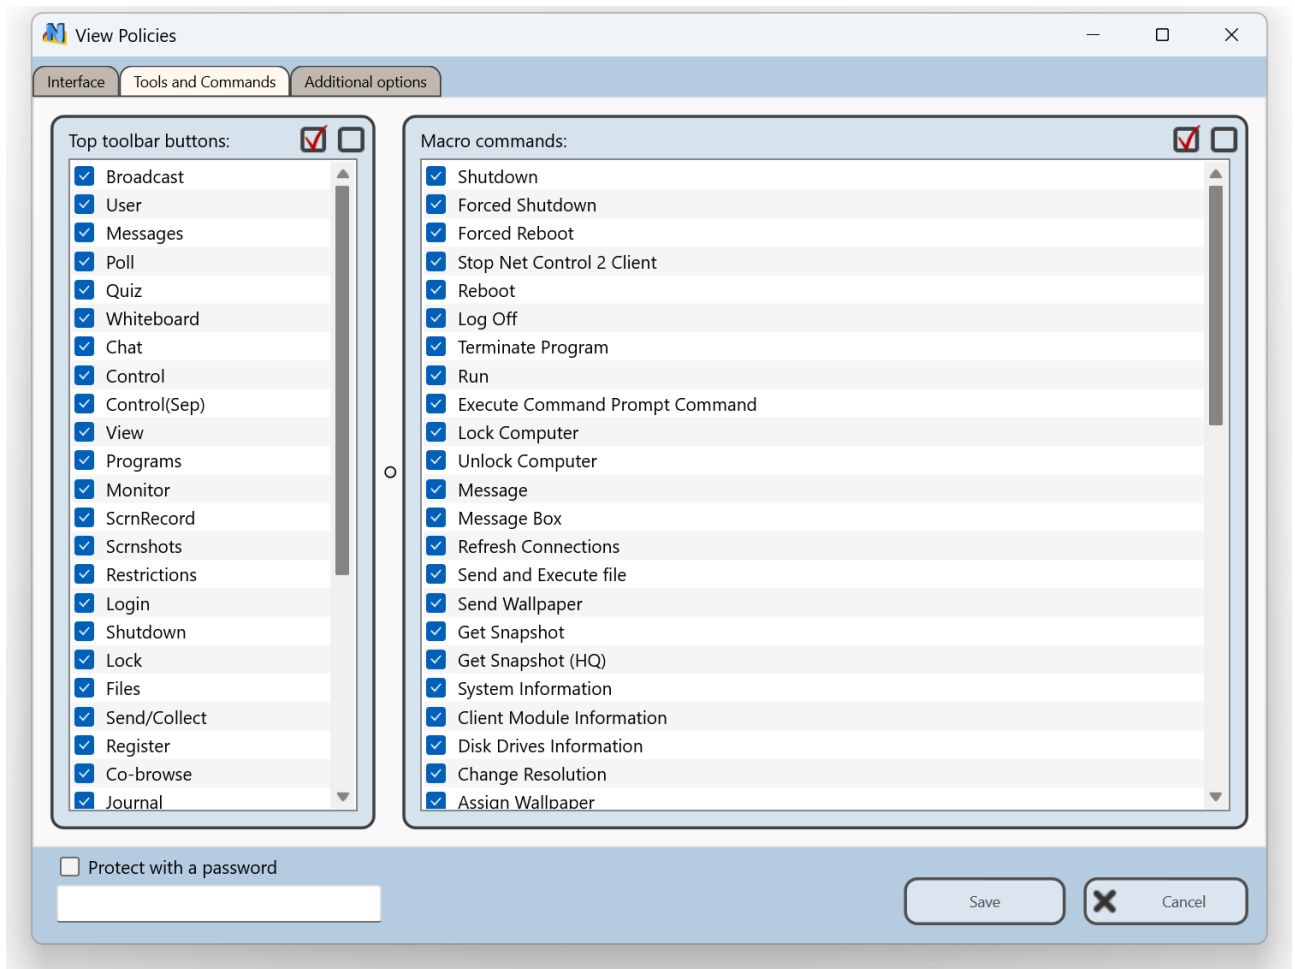 View Policies
Interface
Tools and Commands
Additional options
Top toolbar buttons:
Broadcast
User
Messages
Poll
Quiz
Whiteboard
Chat
Control
Control(Sep)
View
Programs
Monitor
ScrnRecord
Scrnshots
Restrictions
Login
Shutdown
Lock
Files
Send/Collect
Register
Co-browse
Journal
Macro commands:
Shutdown
Forced Shutdown
Forced Reboot
Stop Net Control 2 Client
Reboot
Log Off
Terminate Program
Run
Execute Command Prompt Command
Lock Computer
Unlock Computer
Message
Message Box
Refresh Connections
Send and Execute file
Send Wallpaper
Get Snapshot
Get Snapshot (HQ)
System Information
Client Module Information
Disk Drives Information
Change Resolution
Assign Wallpaper
Protect with a password
Save
Cancel